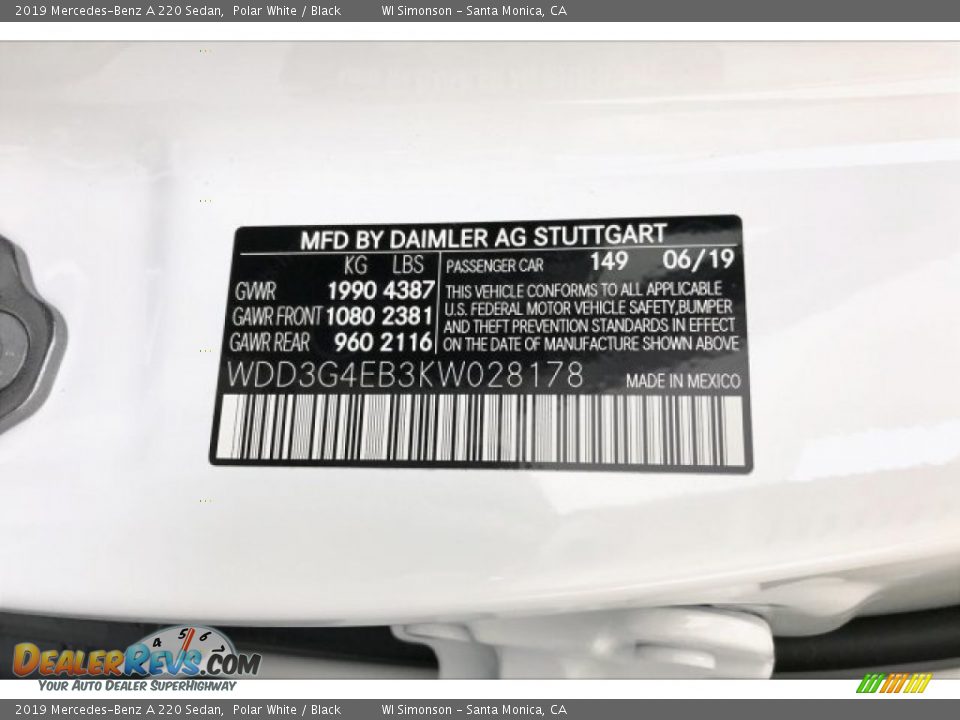 2019 Mercedes-Benz A 220 Sedan, Polar White / Black WI Simonson - Santa Monica, CA
MFD BY DAIMLER AG STUTTGART
KG LBS PASSENGER CAR 149 06/19
GVWR 1990 4387
GAWR FRONT 1080 2381
GAWR REAR 960 2116
THIS VEHICLE CONFORMS TO ALL APPLICABLE
U.S. FEDERAL MOTOR VEHICLE SAFETY,BUMPER
AND THEFT PREVENTION STANDARDS IN EFFECT
ON THE DATE OF MANUFACTURE SHOWN ABOVE
WDD3G4EB3KW028178 MADE IN MEXICO
4 5 6 7
DEALERREVS.COM
YOUR AUTO DEALER SUPERHIGHWAY
2019 Mercedes-Benz A 220 Sedan, Polar White / Black WI Simonson - Santa Monica, CA